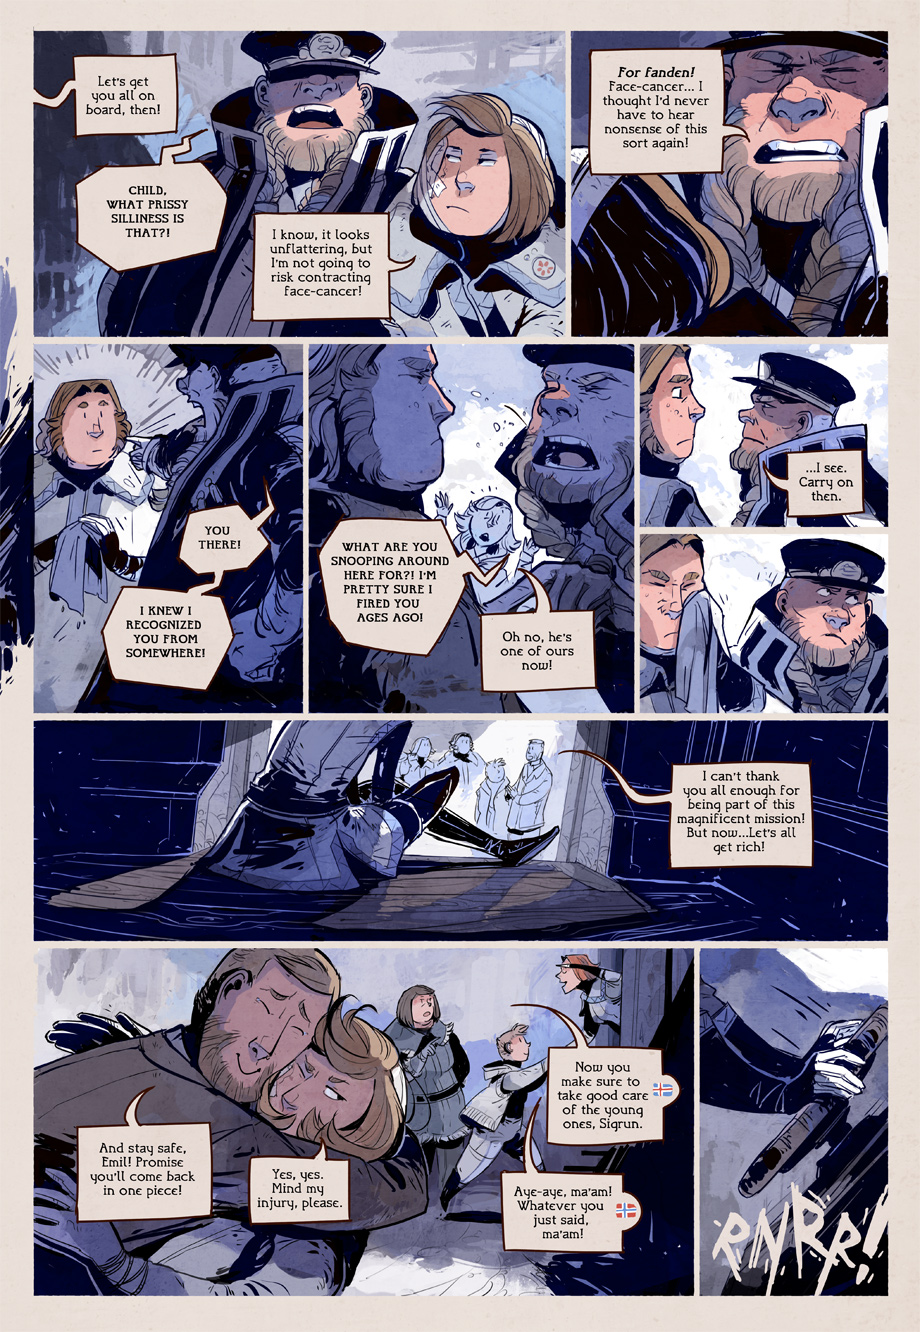 Let's get
you all on
board, then!
CHILD,
WHAT PRISSY
SILLINESS IS
THAT?!
I know, it looks
unflattering, but
I'm not going to
risk contracting
face-cancer!
For fanden!
Face-cancer... I
thought I'd never
have to hear
nonsense of this
sort again!
YOU
THERE!
I KNEW I
RECOGNIZED
YOU FROM
SOMEWHERE!
WHAT ARE YOU
SNOOPING AROUND
HERE FOR?! I'M
PRETTY SURE I
FIRED YOU
AGES AGO!
Oh no, he's
one of ours
now!
...I see.
Carry on
then.
I can't thank
you all enough for
being part of this
magnificent mission!
But now...Let's all
get rich!
And stay safe,
Emil! Promise
you'll come back
in one piece!
Yes, yes.
Mind my
injury, please.
Now you
make sure to
take good care
of the young
ones, Sigrun.
Aye-aye, ma'am!
Whatever you
just said,
ma'am!
RNRR!